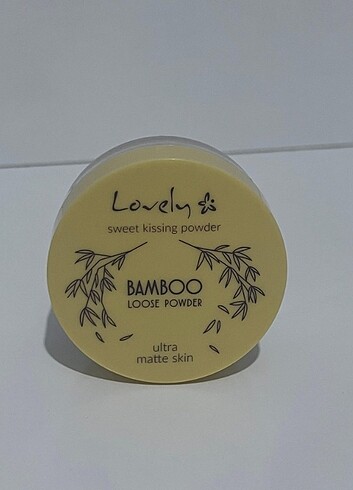 Lovely
sweet kissing powder
BAMBOO
LOOSE POWDER
ultra
matte skin